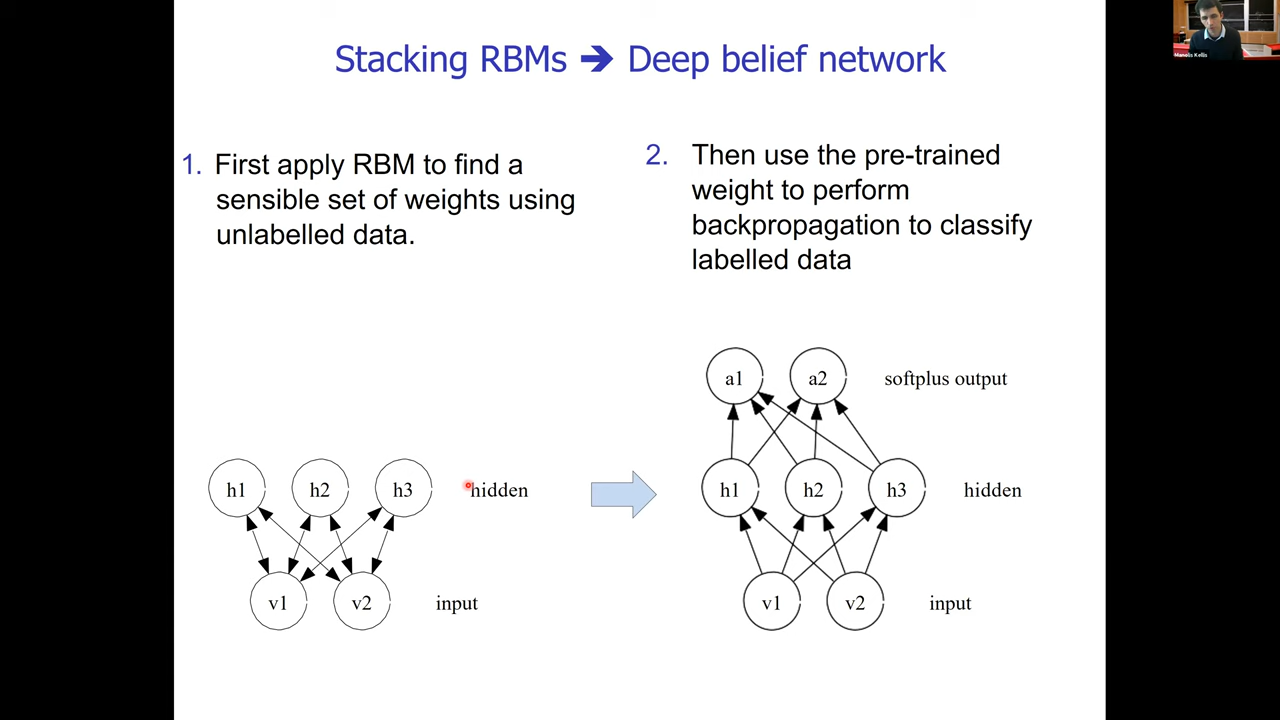 Stacking RBMs ➔ Deep belief network
Manolis Kellis
1. First apply RBM to find a
sensible set of weights using
unlabelled data.
2. Then use the pre-trained
weight to perform
backpropagation to classify
labelled data
h1 h2 h3 hidden
v1 v2 input
a1 a2 softplus output
h1 h2 h3 hidden
v1 v2 input